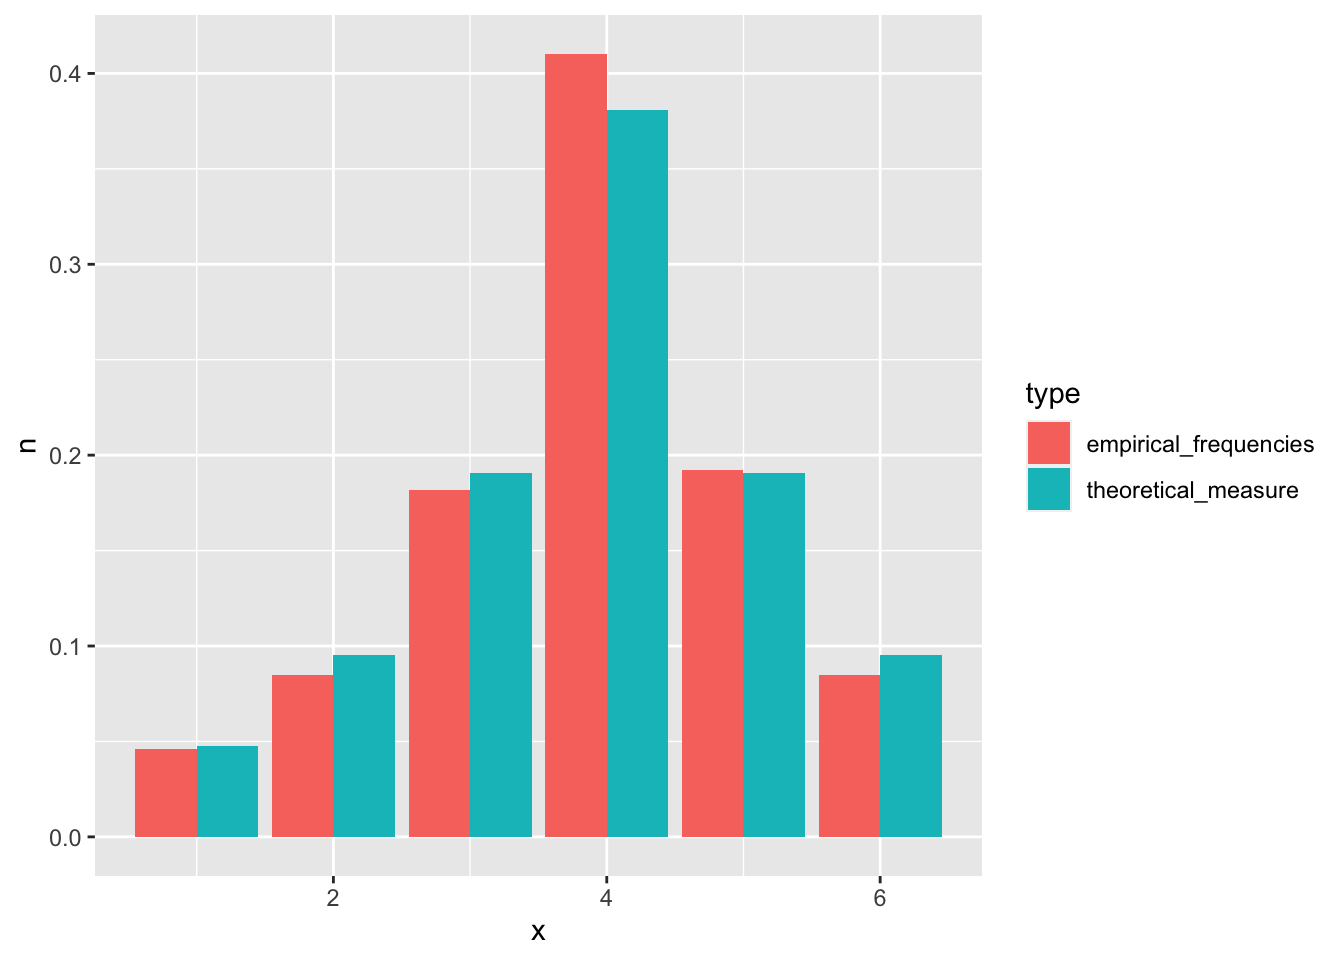 0.4
0.3
0.2
0.1
0.0
n
2
4
6
x
type
empirical_frequencies
theoretical_measure